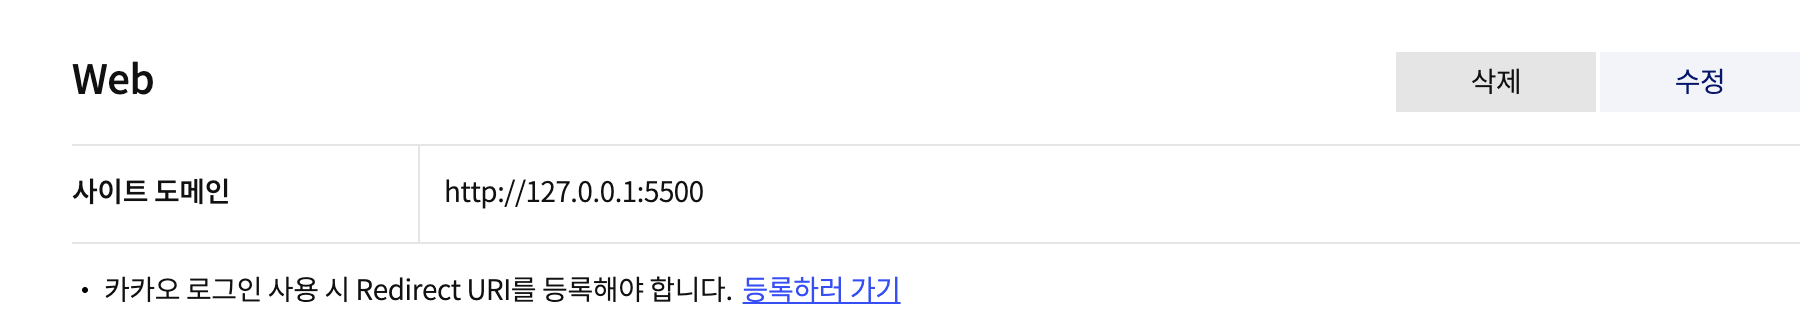 Web
삭제
수정
사이트 도메인
http://127.0.0.1:5500
• 카카오 로그인 사용 시 Redirect URI를 등록해야 합니다. 등록하러 가기